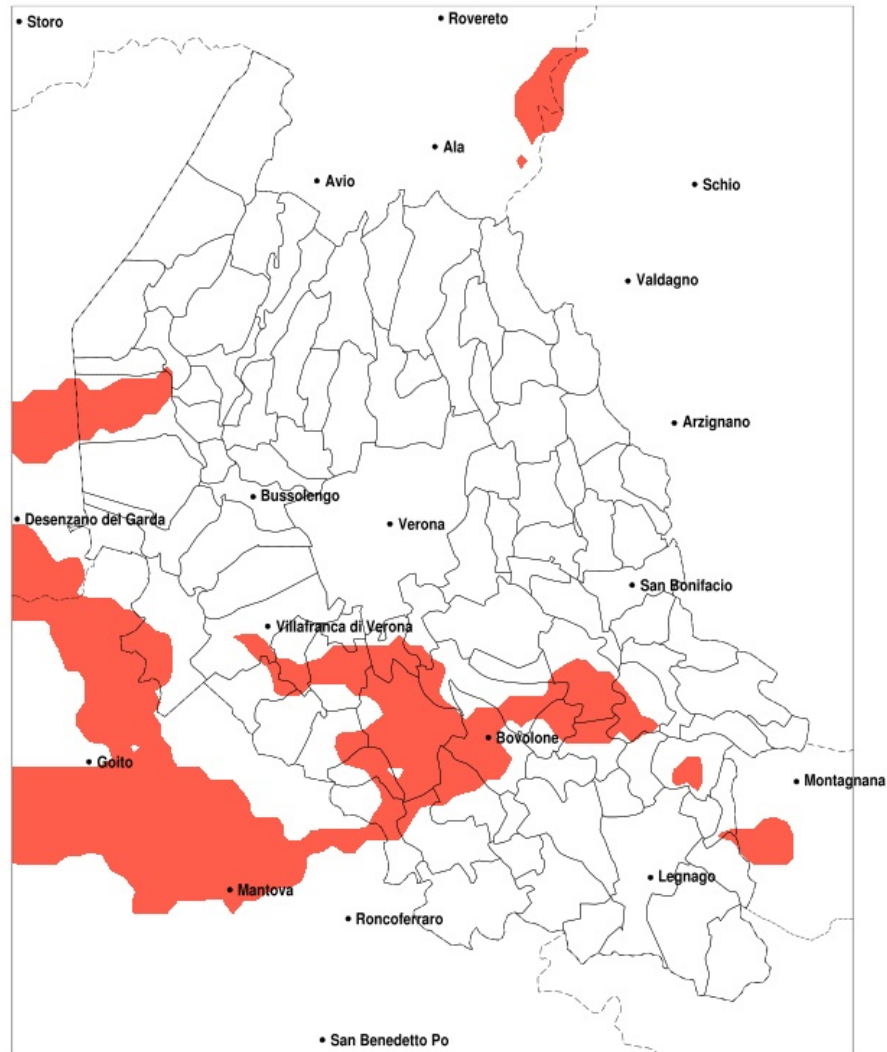 Storo
Rovereto
Ala
Avio
Schio
Valdagno
Arzignano
Bussolengo
Desenzano del Garda
Verona
San Bonifacio
Villafranca di Verona
Bovolone
Goito
Montagnana
Legnago
Mantova
Roncoferraro
San Benedetto Po